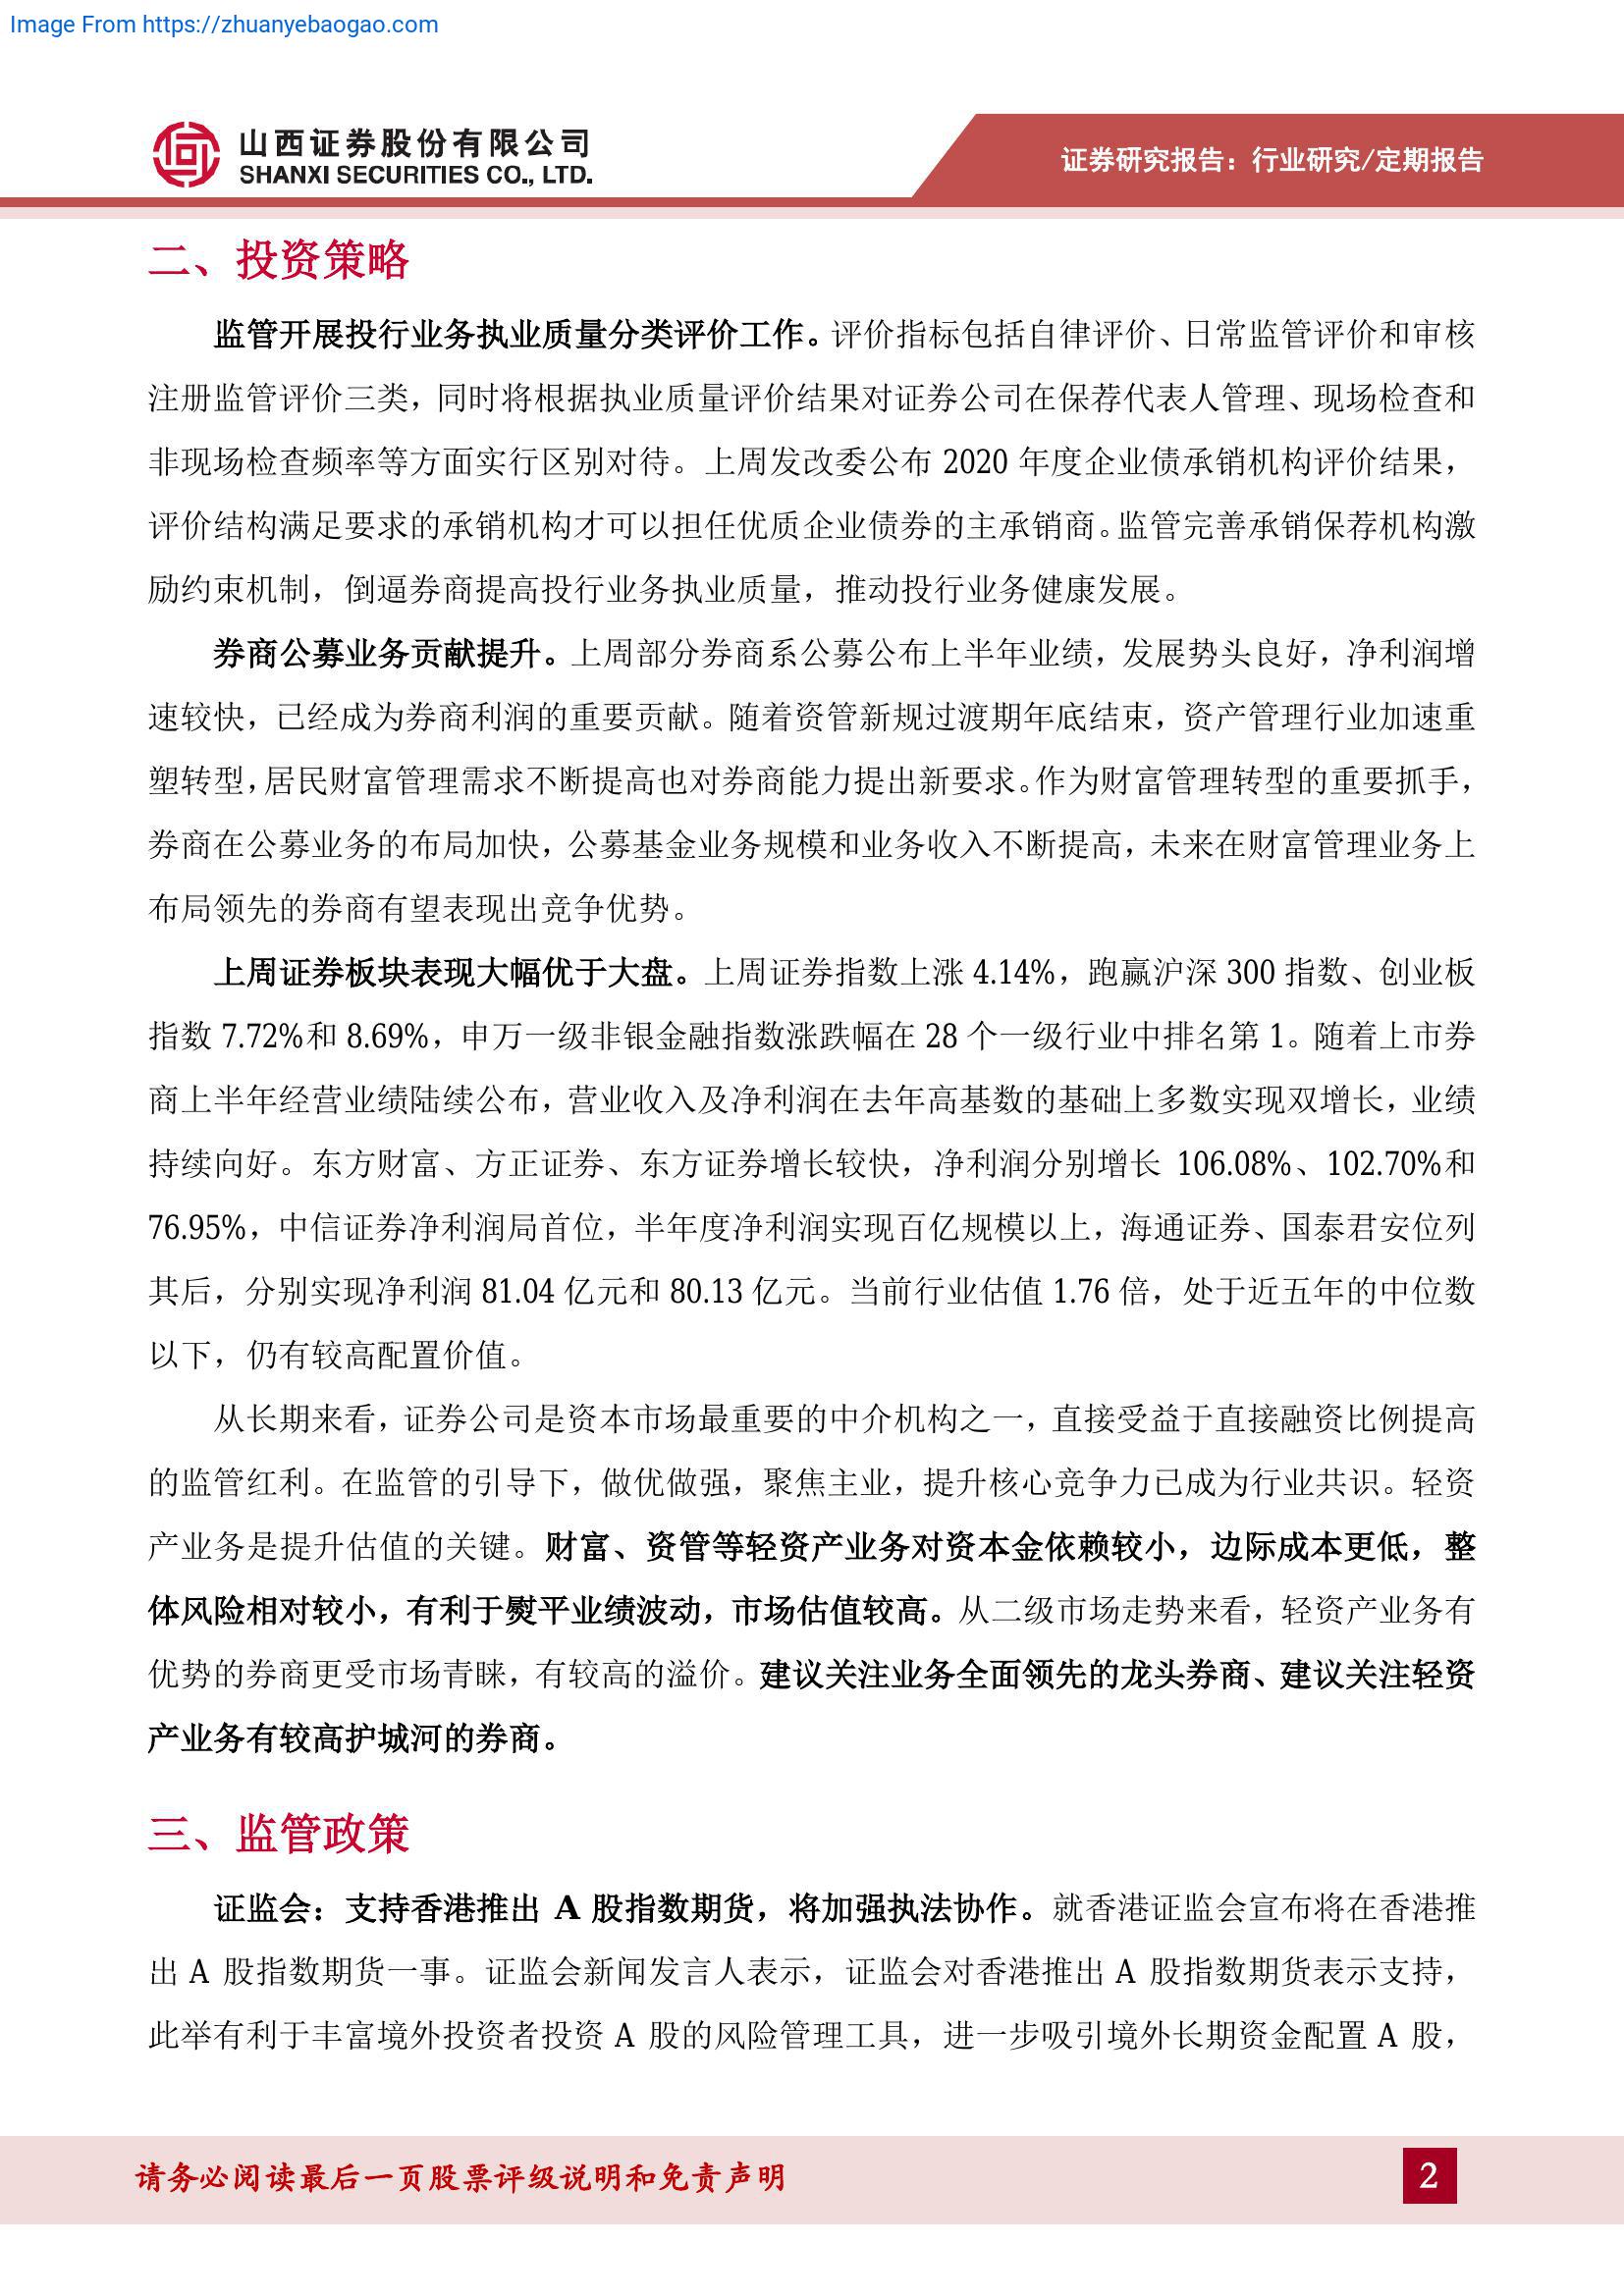 Image From https://zhuanyebaogao.com
山西证券股份有限公司
SHANXI SECURITIES CO., LTD.
证券研究报告：行业研究/定期报告
二、投资策略
监管开展投行业务执业质量分类评价工作。评价指标包括自律评价、日常监管评价和审核
注册监管评价三类，同时将根据执业质量评价结果对证券公司在保荐代表人管理、现场检查和
非现场检查频率等方面实行区别对待。上周发改委公布 2020 年度企业债承销机构评价结果，
评价结构满足要求的承销机构才可以担任优质企业债券的主承销商。监管完善承销保荐机构激
励约束机制，倒逼券商提高投行业务执业质量，推动投行业务健康发展。
券商公募业务贡献提升。上周部分券商系公募公布上半年业绩，发展势头良好，净利润增
速较快，已经成为券商利润的重要贡献。随着资管新规过渡期年底结束，资产管理行业加速重
塑转型，居民财富管理需求不断提高也对券商能力提出新要求。作为财富管理转型的重要抓手，
券商在公募业务的布局加快，公募基金业务规模和业务收入不断提高，未来在财富管理业务上
布局领先的券商有望表现出竞争优势。
上周证券板块表现大幅优于大盘。上周证券指数上涨 4.14%，跑赢沪深 300 指数、创业板
指数 7.72%和 8.69%，申万一级非银金融指数涨跌幅在 28 个一级行业中排名第 1。随着上市券
商上半年经营业绩陆续公布，营业收入及净利润在去年高基数的基础上多数实现双增长，业绩
持续向好。东方财富、方正证券、东方证券增长较快，净利润分别增长 106.08%、102.70%和
76.95%，中信证券净利润局首位，半年度净利润实现百亿规模以上，海通证券、国泰君安位列
其后，分别实现净利润 81.04 亿元和 80.13 亿元。当前行业估值 1.76 倍，处于近五年的中位数
以下，仍有较高配置价值。
从长期来看，证券公司是资本市场最重要的中介机构之一，直接受益于直接融资比例提高
的监管红利。在监管的引导下，做优做强，聚焦主业，提升核心竞争力已成为行业共识。轻资
产业务是提升估值的关键。财富、资管等轻资产业务对资本金依赖较小，边际成本更低，整
体风险相对较小，有利于熨平业绩波动，市场估值较高。从二级市场走势来看，轻资产业务有
优势的券商更受市场青睐，有较高的溢价。建议关注业务全面领先的龙头券商、建议关注轻资
产业务有较高护城河的券商。
三、监管政策
证监会：支持香港推出 A 股指数期货，将加强执法协作。就香港证监会宣布将在香港推
出 A 股指数期货一事。证监会新闻发言人表示，证监会对香港推出 A 股指数期货表示支持，
此举有利于丰富境外投资者投资 A 股的风险管理工具，进一步吸引境外长期资金配置 A 股，
请务必阅读最后一页股票评级说明和免责声明
2